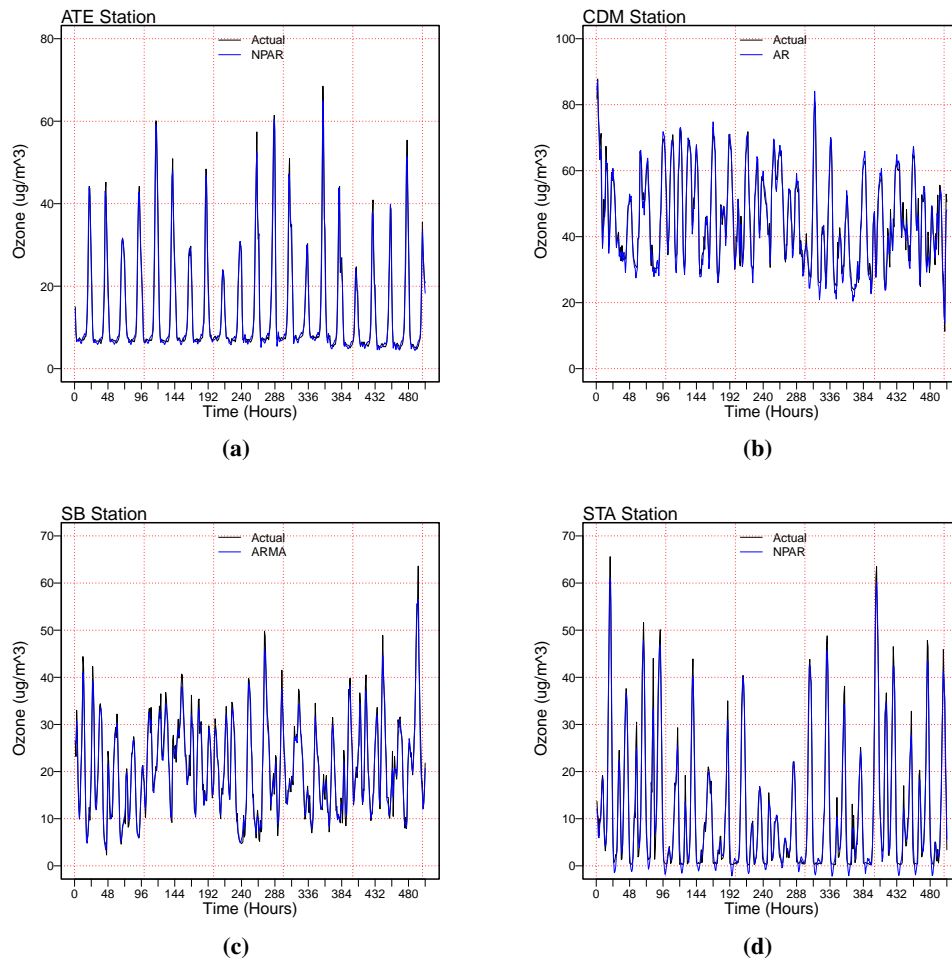 ATE Station
Actual
NPAR
Ozone (ug/m^3)
80
60
40
20
0
0 48 96 144 192 240 288 336 384 432 480
Time (Hours)
(a)
CDM Station
Actual
AR
Ozone (ug/m^3)
100
80
60
40
20
0
0 48 96 144 192 240 288 336 384 432 480
Time (Hours)
(b)
SB Station
Actual
ARMA
Ozone (ug/m^3)
70
60
50
40
30
20
10
0
0 48 96 144 192 240 288 336 384 432 480
Time (Hours)
(c)
STA Station
Actual
NPAR
Ozone (ug/m^3)
70
60
50
40
30
20
10
0
0 48 96 144 192 240 288 336 384 432 480
Time (Hours)
(d)